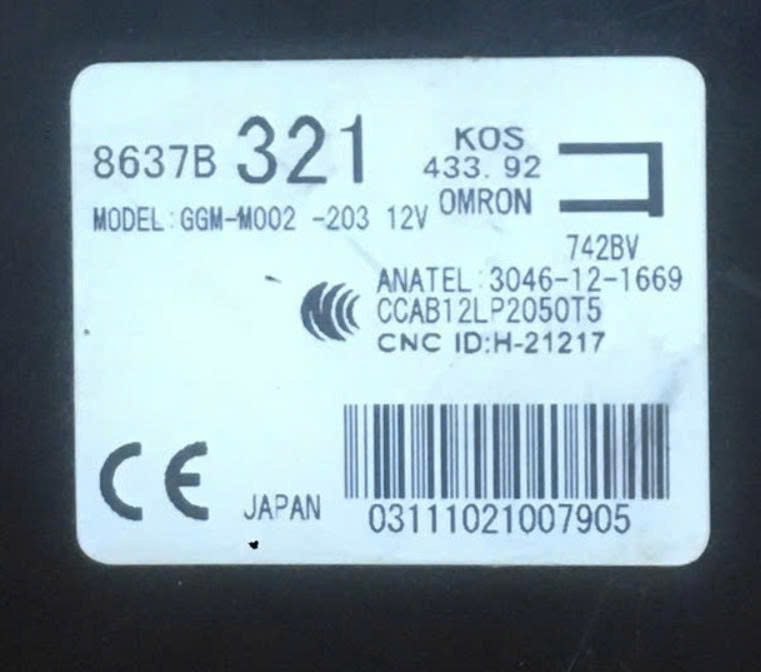 8637B 321
KOS
433.92
OMRON
MODEL:GGM-M002 -203 12V
742BV
ANATEL:3046-12-1669
CCAB12LP2050T5
CNC ID:H-21217
CE
JAPAN
03111021007905